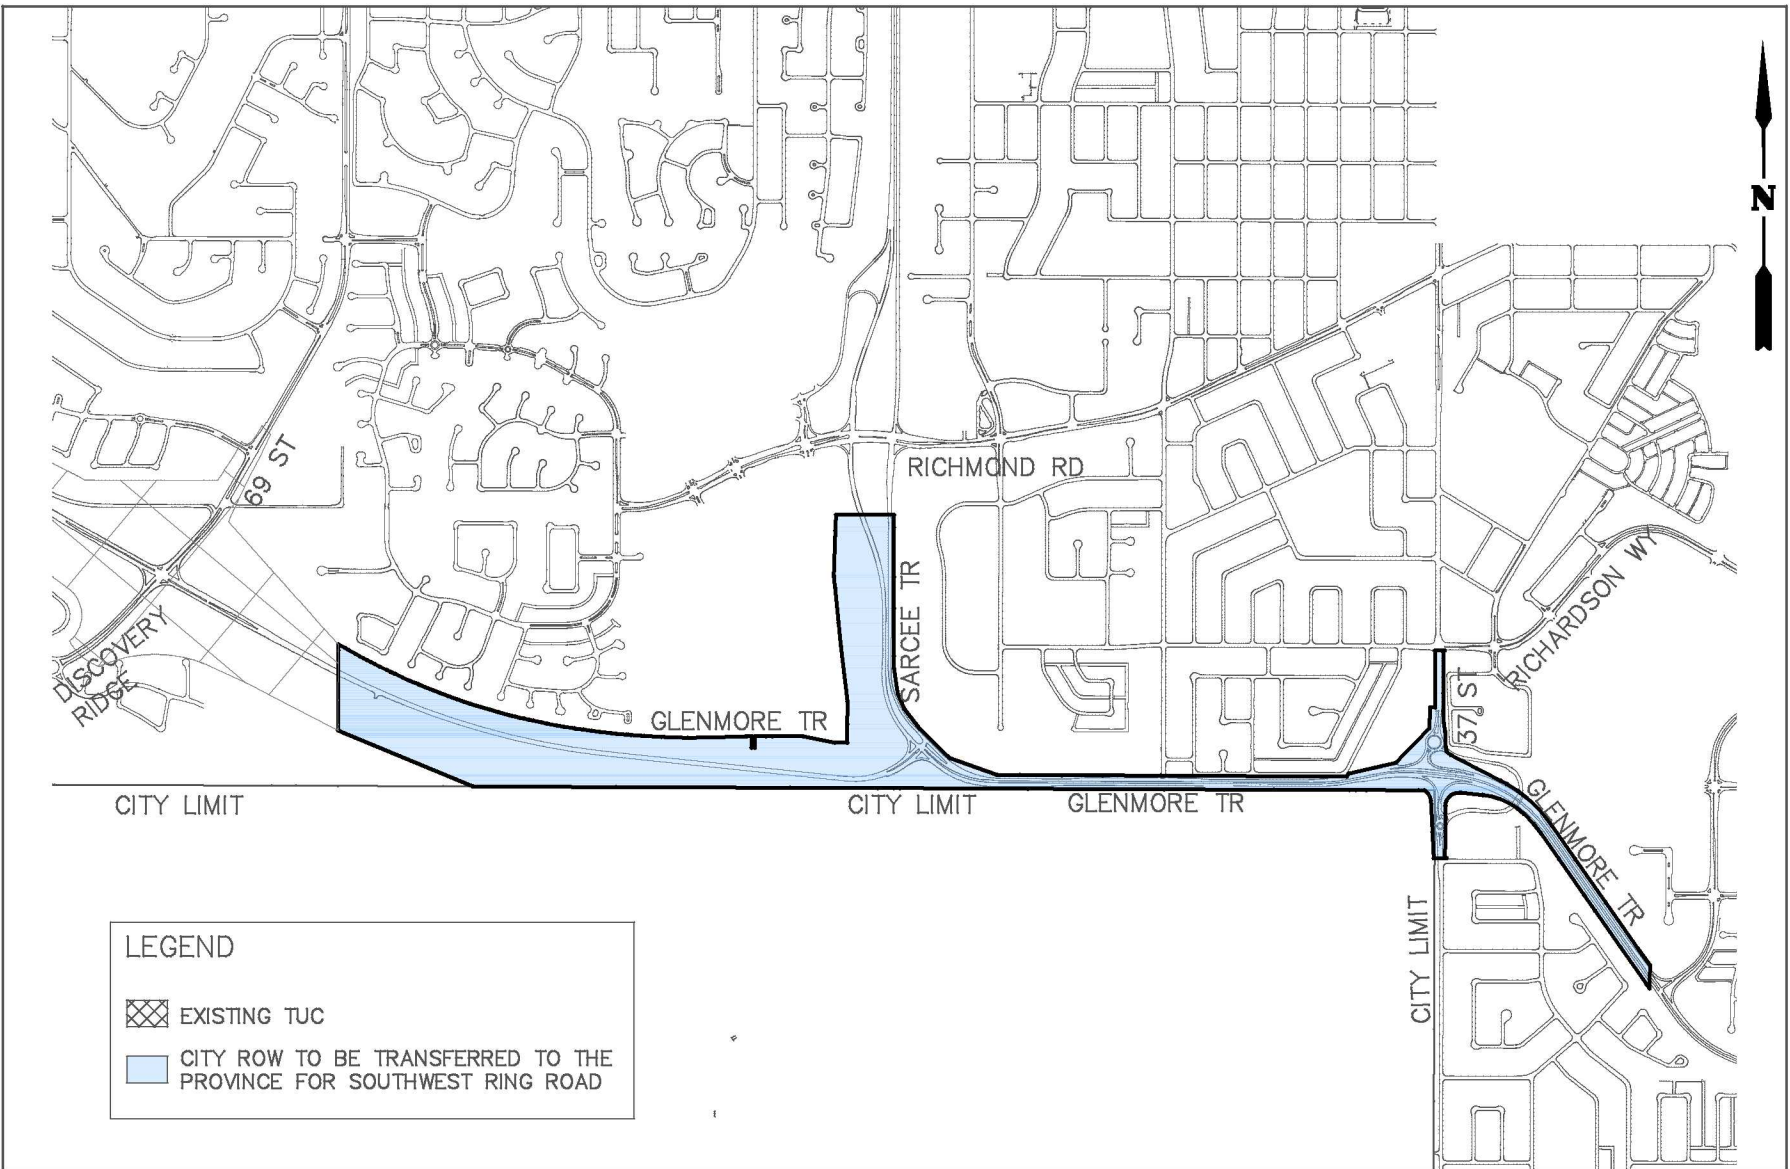 N
69 ST
RICHMOND RD
SARCEE TR
RICHARDSON WY
DISCOVERY
RIDGE
37 ST
GLENMORE TR
CITY LIMIT
CITY LIMIT
GLENMORE TR
GLENMORE TR
CITY LIMIT
LEGEND
EXISTING TUC
CITY ROW TO BE TRANSFERRED TO THE
PROVINCE FOR SOUTHWEST RING ROAD